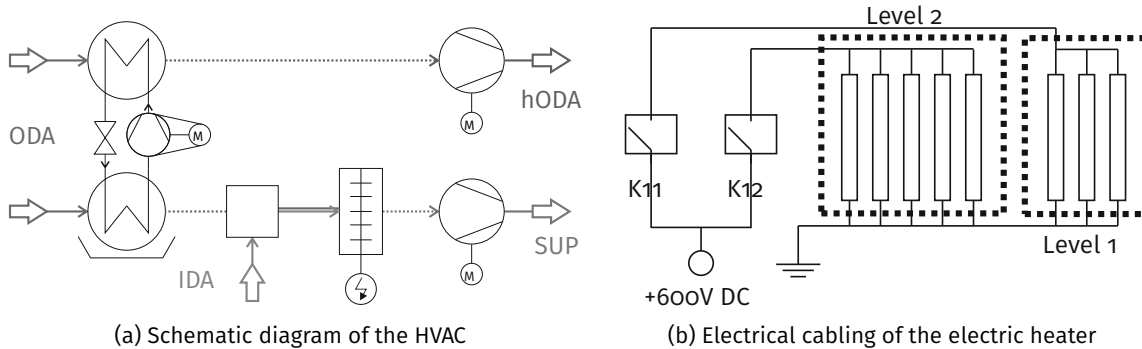 ODA
M
hODA
M
IDA
SUP
M
(a) Schematic diagram of the HVAC
Level 2
K11
K12
Level 1
+600V DC
(b) Electrical cabling of the electric heater